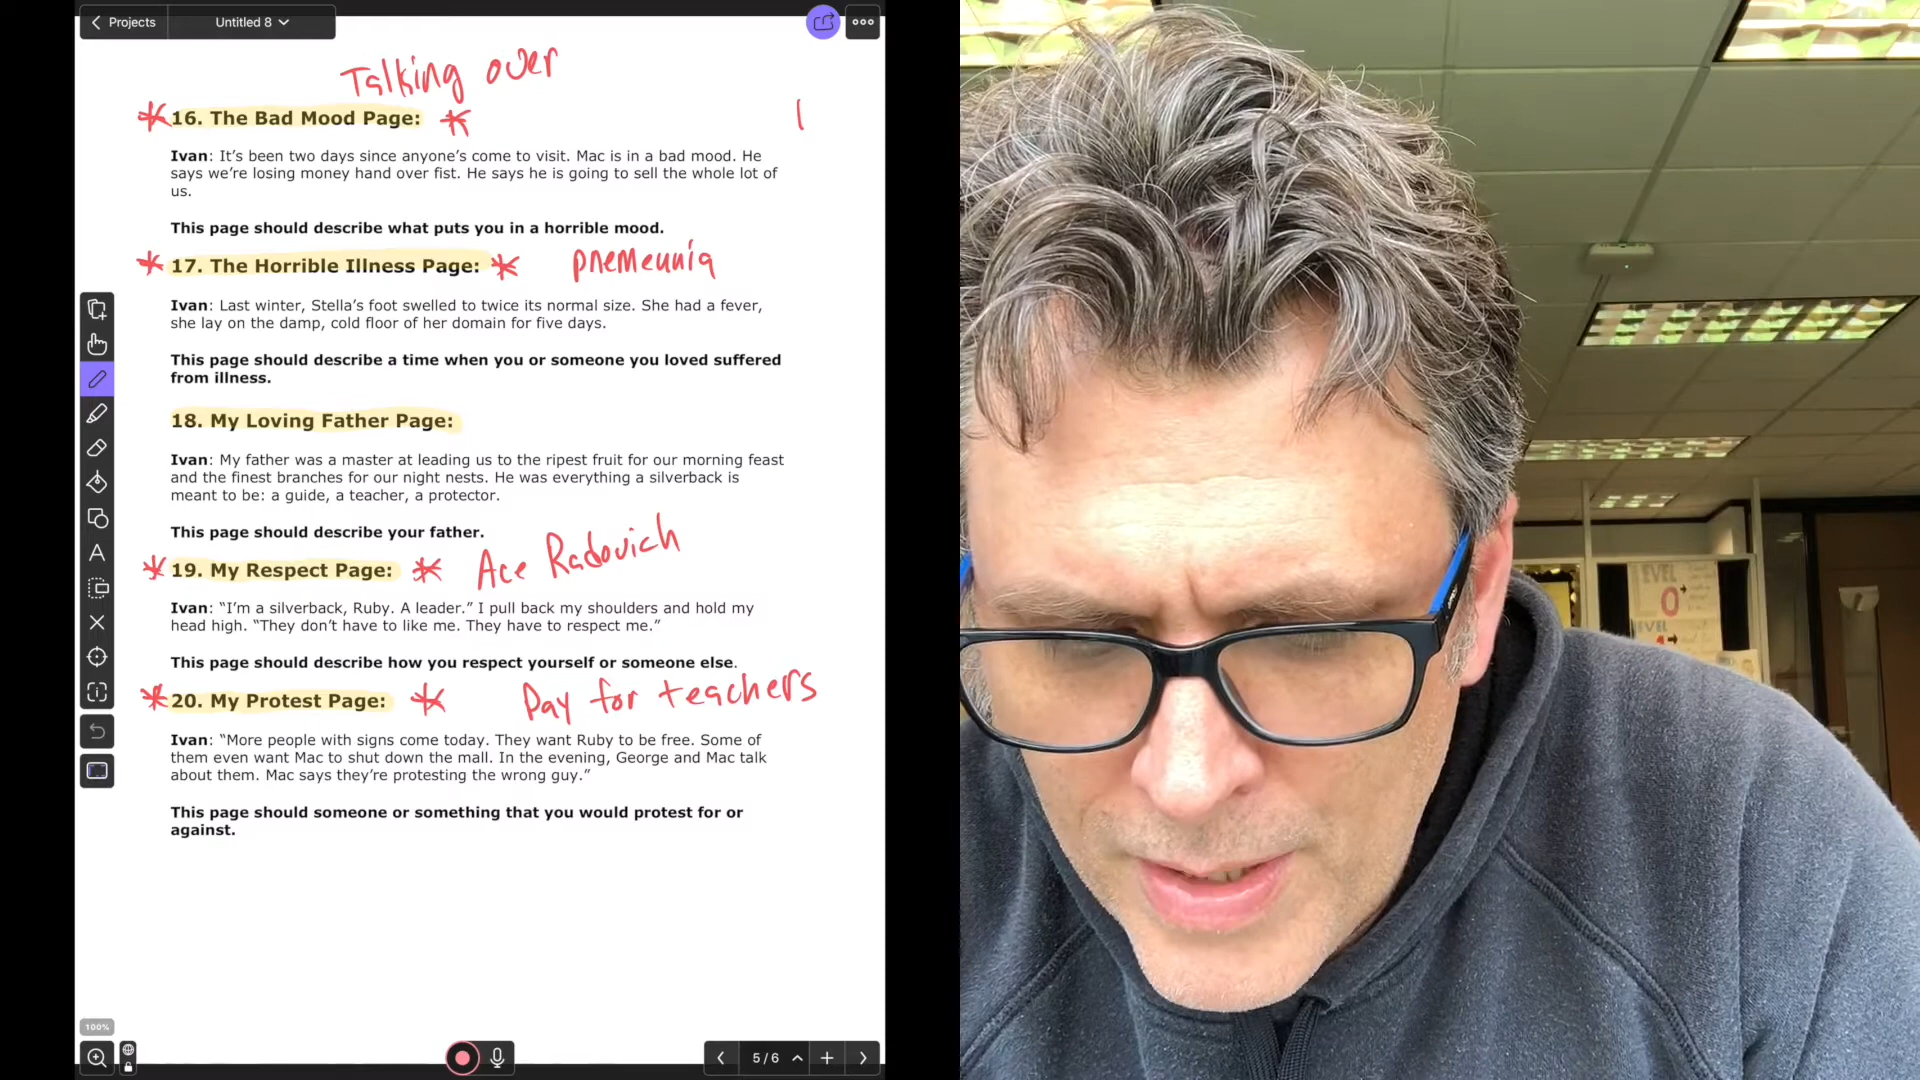 Projects
Untitled 8
Talking over
16. The Bad Mood Page:
Ivan: It's been two days since anyone's come to visit. Mac is in a bad mood. He
says we're losing money hand over fist. He says he is going to sell the whole lot of
us.
This page should describe what puts you in a horrible mood.
17. The Horrible Illness Page:
pnemeunia
Ivan: Last winter, Stella's foot swelled to twice its normal size. She had a fever,
she lay on the damp, cold floor of her domain for five days.
This page should describe a time when you or someone you loved suffered
from illness.
18. My Loving Father Page:
Ivan: My father was a master at leading us to the ripest fruit for our morning feast
and the finest branches for our night nests. He was everything a silverback is
meant to be: a guide, a teacher, a protector.
This page should describe your father.
19. My Respect Page:
Ace Radovich
Ivan: "I'm a silverback, Ruby. A leader." I pull back my shoulders and hold my
head high. "They don't have to like me. They have to respect me."
This page should describe how you respect yourself or someone else.
20. My Protest Page:
Pay for teachers
Ivan: "More people with signs come today. They want Ruby to be free. Some of
them even want Mac to shut down the mall. In the evening, George and Mac talk
about them. Mac says they're protesting the wrong guy."
This page should someone or something that you would protest for or
against.
100%
5 / 6
EVEL
0
EVEL